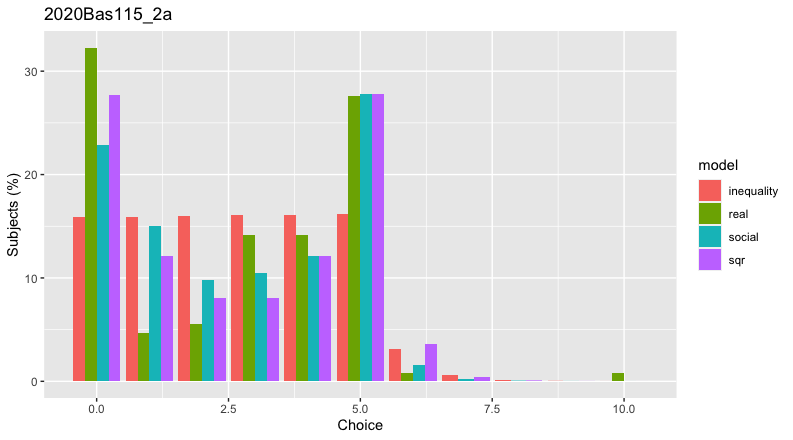 2020Bas115_2a
Subjects (%)
30
20
10
0
0.0 2.5 5.0 7.5 10.0
Choice
model
inequality
real
social
sqr